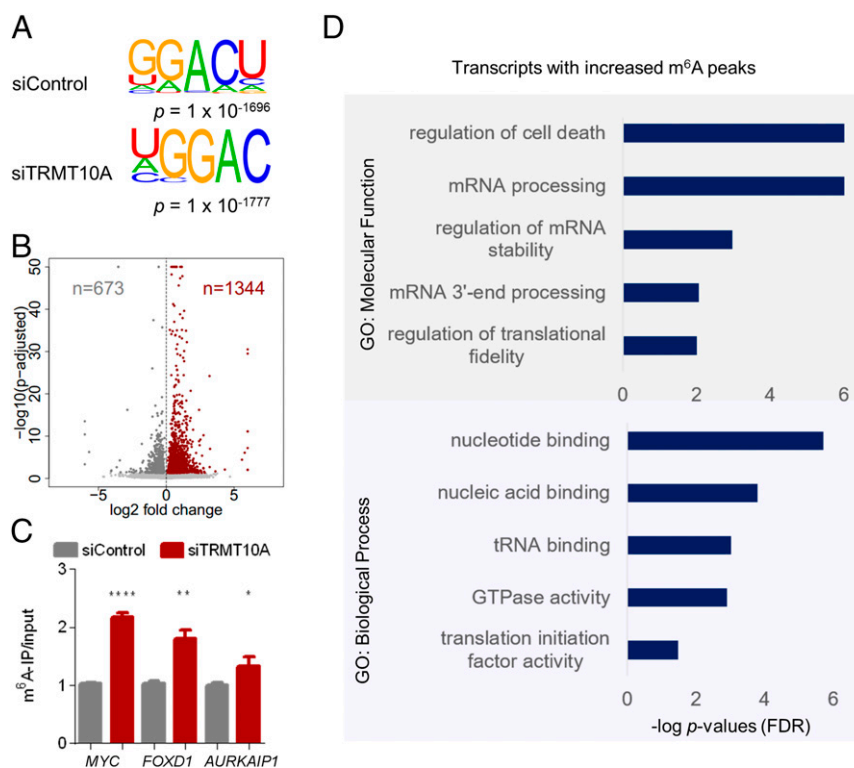 A
siControl
GGACU
p = 1 x 10-1696
siTRMT10A
UGGAC
p = 1 x 10-1777
B
n=673
n=1344
50
40
30
20
10
0
−log10(p−adjusted)
−5
0
5
log2 fold change
C
siControl
siTRMT10A
3
2
1
0
m6A-IP/input
****
**
*
MYC
FOXD1
AURKAIP1
D
Transcripts with increased m6A peaks
GO: Molecular Function
regulation of cell death
mRNA processing
regulation of mRNA
stability
mRNA 3'-end processing
regulation of translational
fidelity
0
2
4
6
GO: Biological Process
nucleotide binding
nucleic acid binding
tRNA binding
GTPase activity
translation initiation
factor activity
0
2
4
6
-log p-values (FDR)